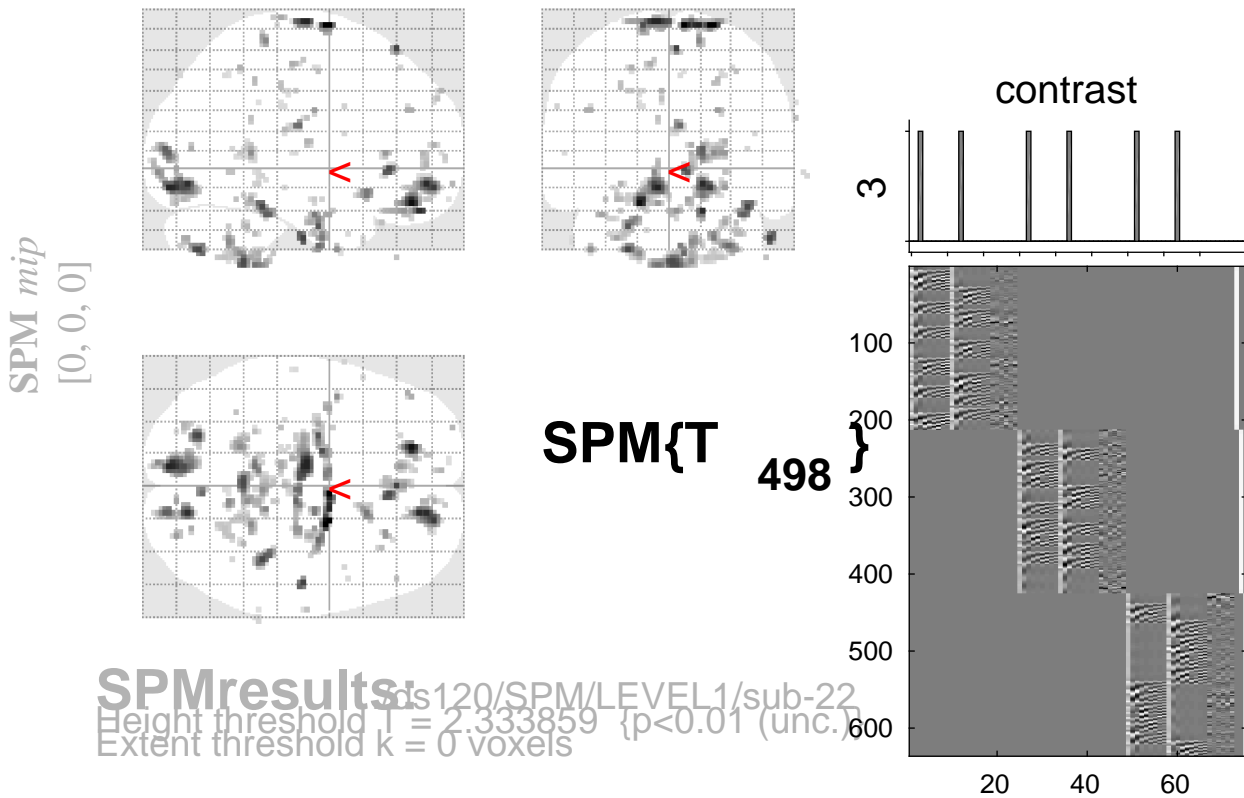 SPM mip
[0, 0, 0]
<
<
<
SPM{T 498 }
SPMresults: /ds120/SPM/LEVEL1/sub-22
Height threshold T = 2.333859 {p<0.01 (unc.)}
Extent threshold k = 0 voxels
contrast
3
100
200
300
400
500
600
20 40 60